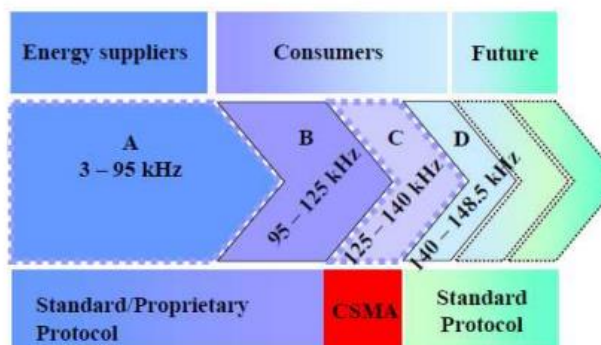 Energy suppliers
Consumers
Future
A
3 – 95 kHz
B
95 – 125 kHz
C
125 – 140 kHz
D
140 – 148.5 kHz
Standard/Proprietary
Protocol
CSMA
Standard
Protocol